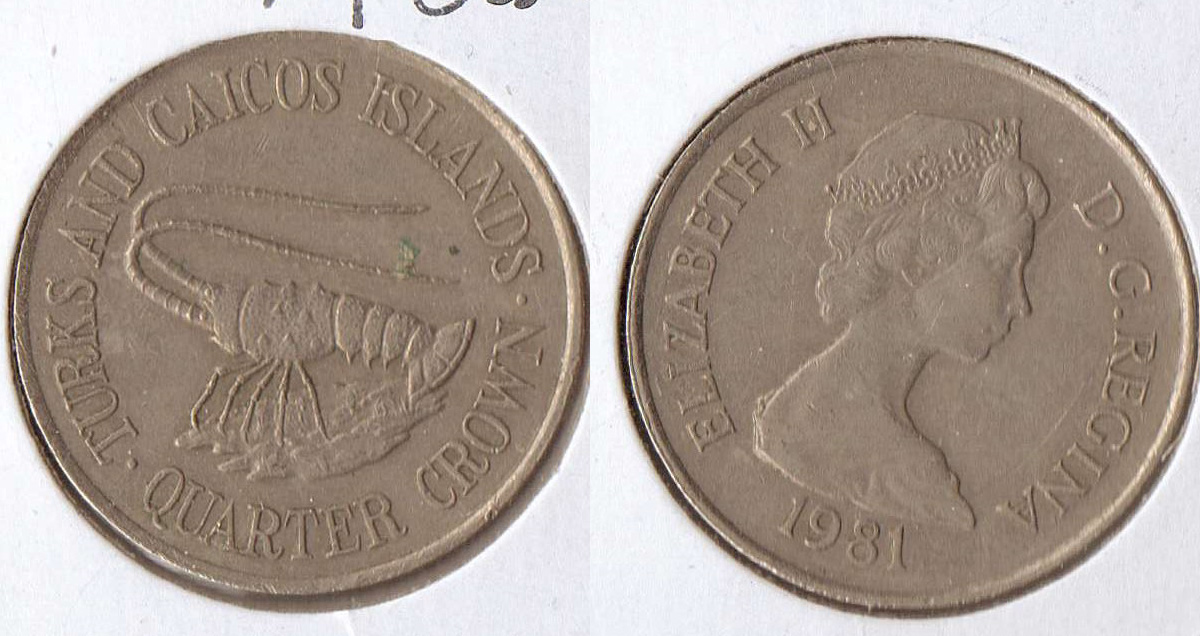 TURKS AND CAICOS ISLANDS.
· QUARTER CROWN
ELIZABETH II
D.G.REGINA
1981